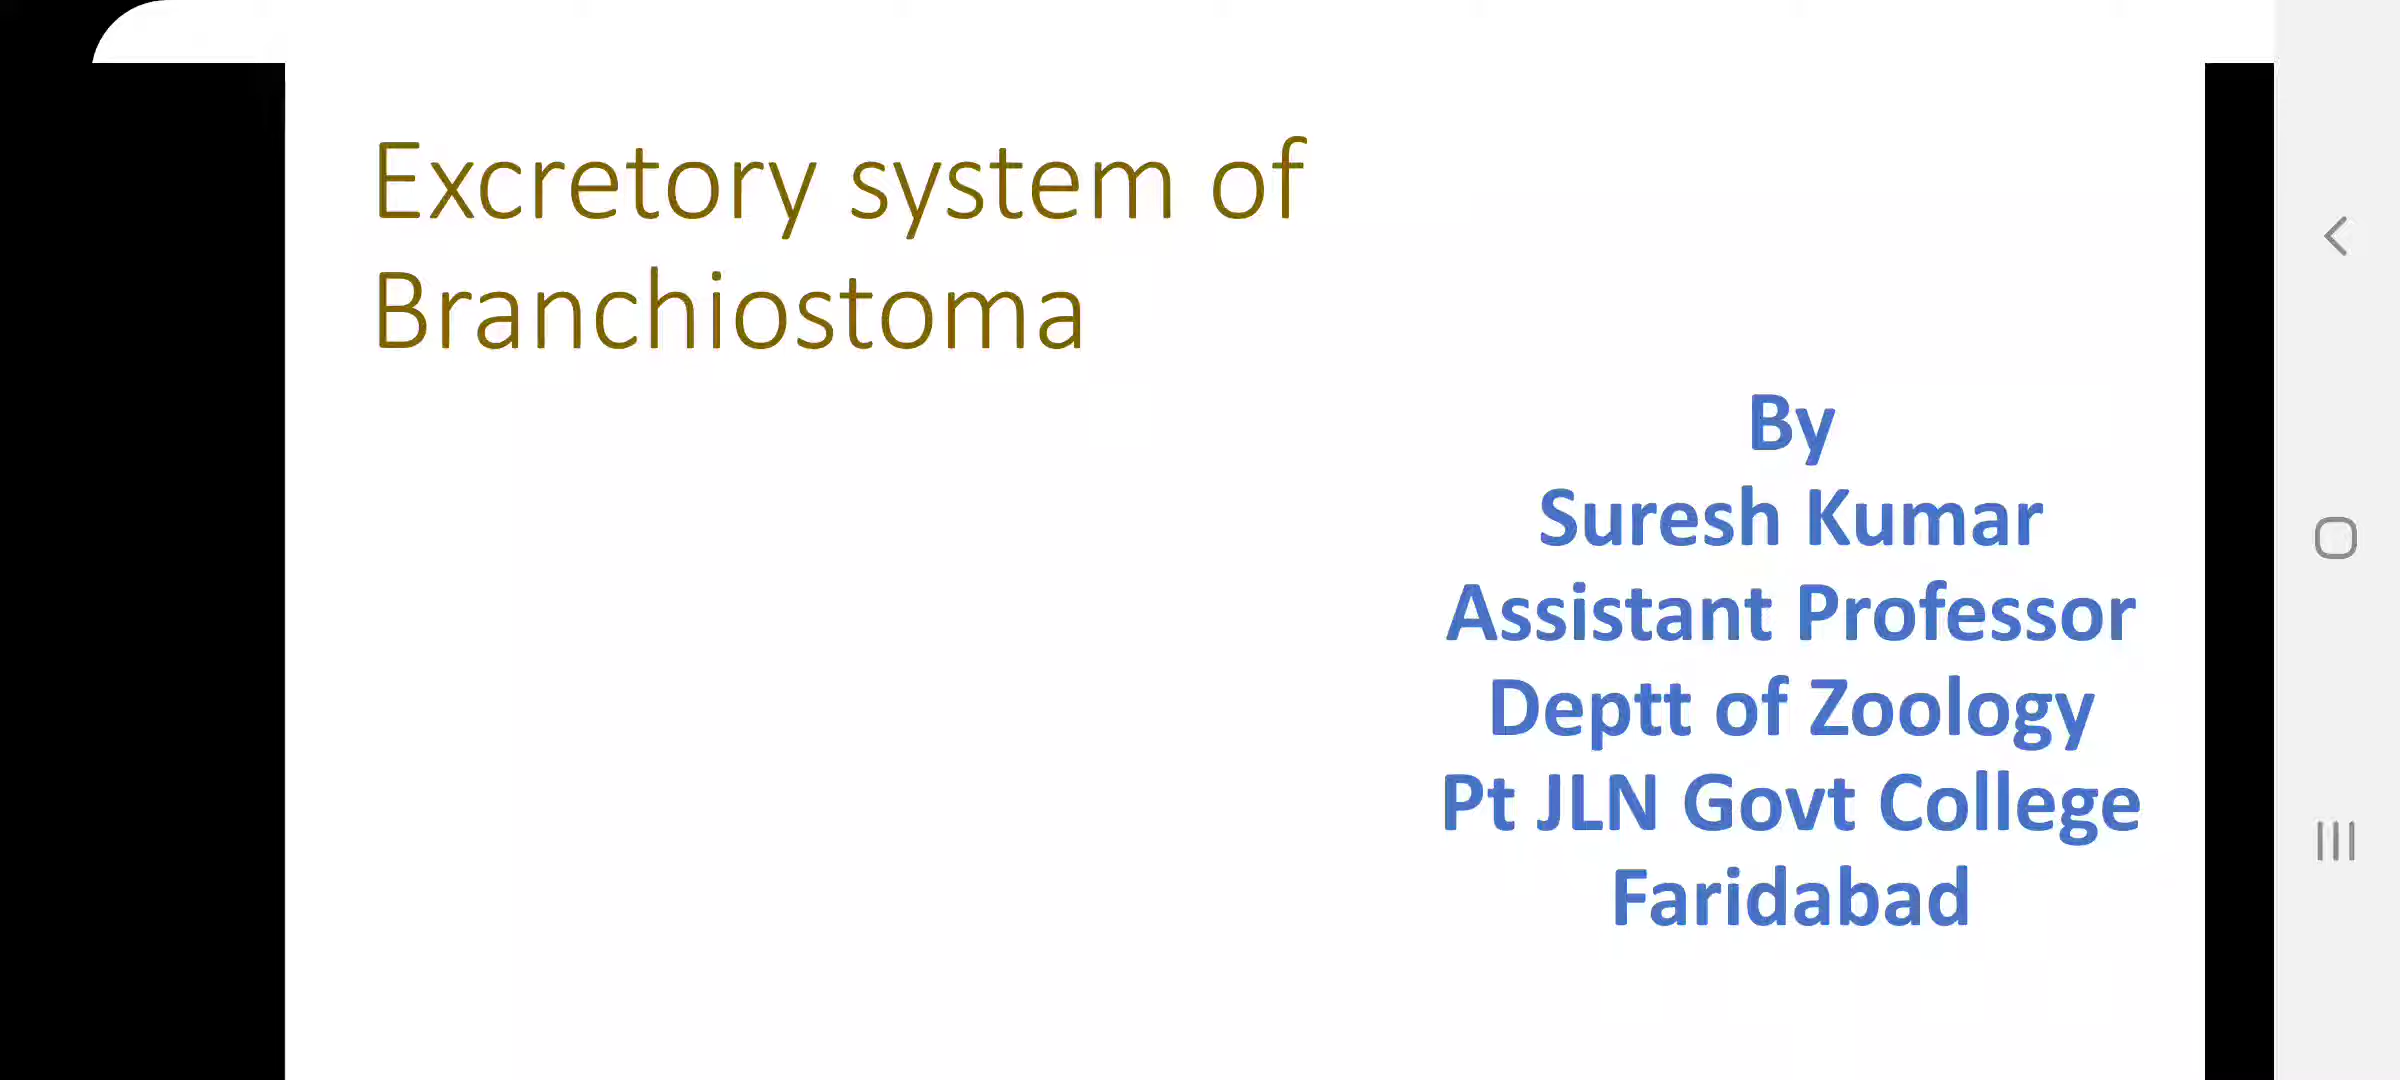 Excretory system of
Branchiostoma
By
Suresh Kumar
Assistant Professor
Deptt of Zoology
Pt JLN Govt College
Faridabad